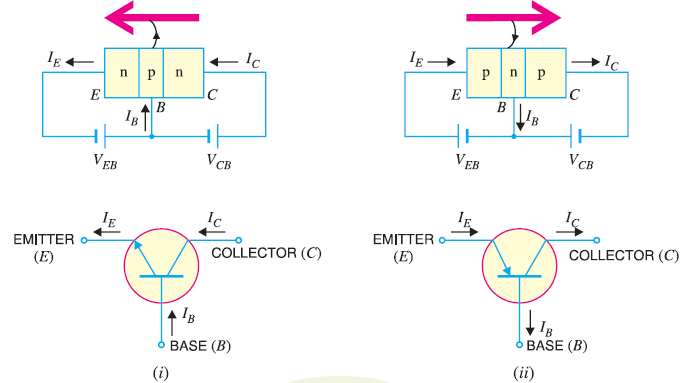 I_E n p n I_C
E B C
I_B
V_EB V_CB
I_E p n p I_C
E B C
I_B
V_EB V_CB
I_E I_C
EMITTER (E) COLLECTOR (C)
I_B
BASE (B)
(i)
I_E I_C
EMITTER (E) COLLECTOR (C)
I_B
BASE (B)
(ii)